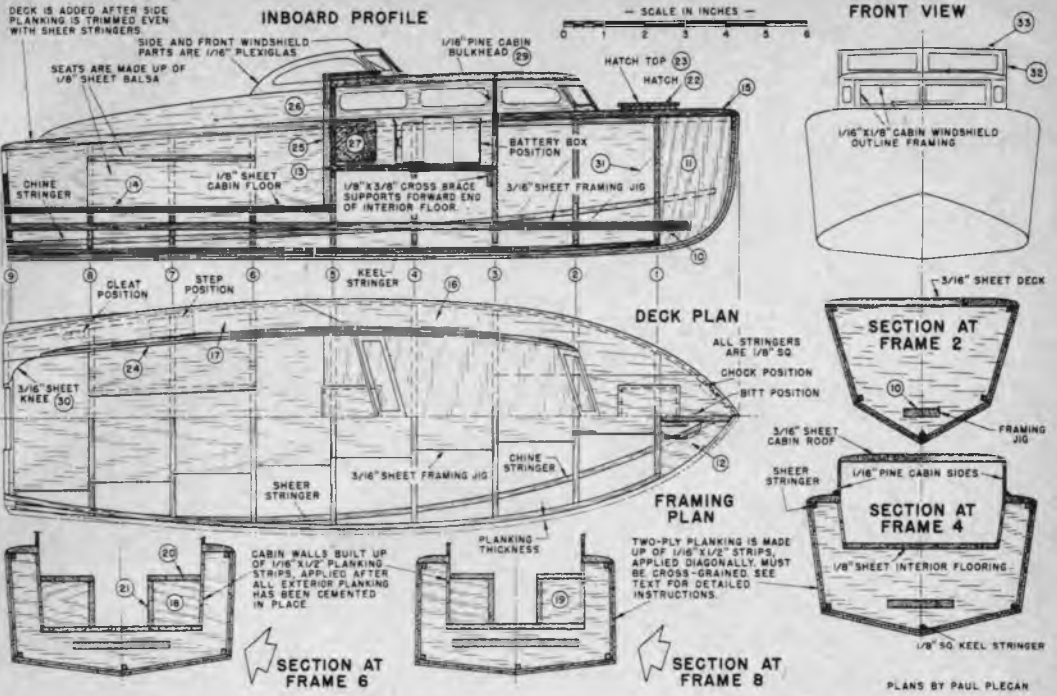 DECK IS ADDED AFTER SIDE
PLANKING IS TRIMMED EVEN
WITH SHEER STRINGERS.
INBOARD PROFILE
— SCALE IN INCHES —
0 1 2 3 4 5 6
FRONT VIEW
SIDE AND FRONT WINDSHIELD
PARTS ARE 1/16" PLEXIGLAS
SEATS ARE MADE UP OF
1/8" SHEET BALSA
1/16" PINE CABIN
BULKHEAD 29
HATCH TOP 23
HATCH 22
15
33
32
26
25
27
13
14
CHINE
STRINGER
1/8" SHEET
CABIN FLOOR
BATTERY BOX
POSITION
31
11
1/8" X 3/8" CROSS BRACE
SUPPORTS FORWARD END
OF INTERIOR FLOOR.
3/16" SHEET FRAMING JIG
10
1/16" X 1/8" CABIN WINDSHIELD
OUTLINE FRAMING
9 8 7 6 5 4 3 2 1
KEEL-
STRINGER
CLEAT
POSITION
STEP
POSITION
16
17
24
DECK PLAN
ALL STRINGERS
ARE 1/8" SQ.
CHOCK POSITION
BITT POSITION
3/16" SHEET
KNEE 30
3/16" SHEET FRAMING JIG
CHINE
STRINGER
12
SHEER
STRINGER
PLANKING
THICKNESS
FRAMING
PLAN
3/16" SHEET DECK
SECTION AT
FRAME 2
10
FRAMING
JIG
3/16" SHEET
CABIN ROOF
SHEER
STRINGER
1/16" PINE CABIN SIDES
SECTION AT
FRAME 4
1/8" SHEET INTERIOR FLOORING
1/8" SQ. KEEL STRINGER
20
21
18
CABIN WALLS BUILT UP
OF 1/16" X 1/2" PLANKING
STRIPS, APPLIED AFTER
ALL EXTERIOR PLANKING
HAS BEEN CEMENTED
IN PLACE
19
TWO-PLY PLANKING IS MADE
UP OF 1/16" X 1/2" STRIPS,
APPLIED DIAGONALLY. MUST
BE CROSS-GRAINED. SEE
TEXT FOR DETAILED
INSTRUCTIONS.
SECTION AT
FRAME 6
SECTION AT
FRAME 8
PLANS BY PAUL PLECAN